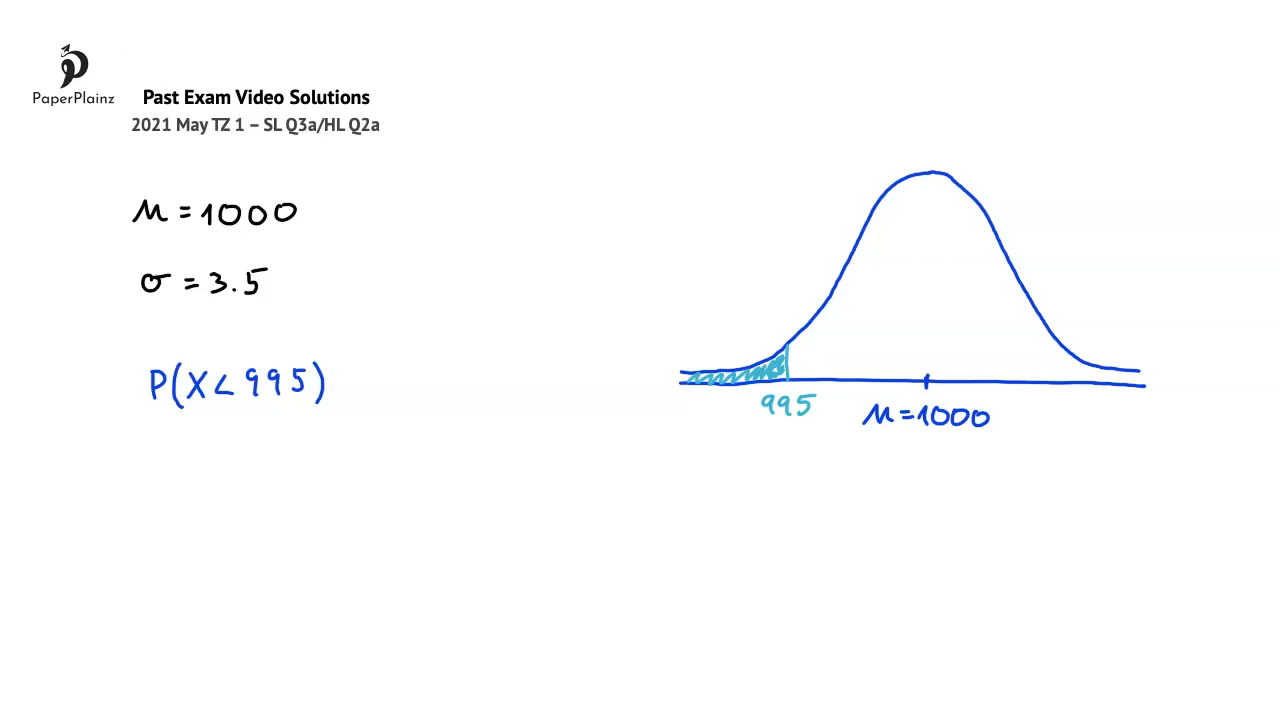 PaperPlainz
Past Exam Video Solutions
2021 May TZ 1 – SL Q3a/HL Q2a
μ = 1000
σ = 3.5
P(X < 995)
995
μ = 1000